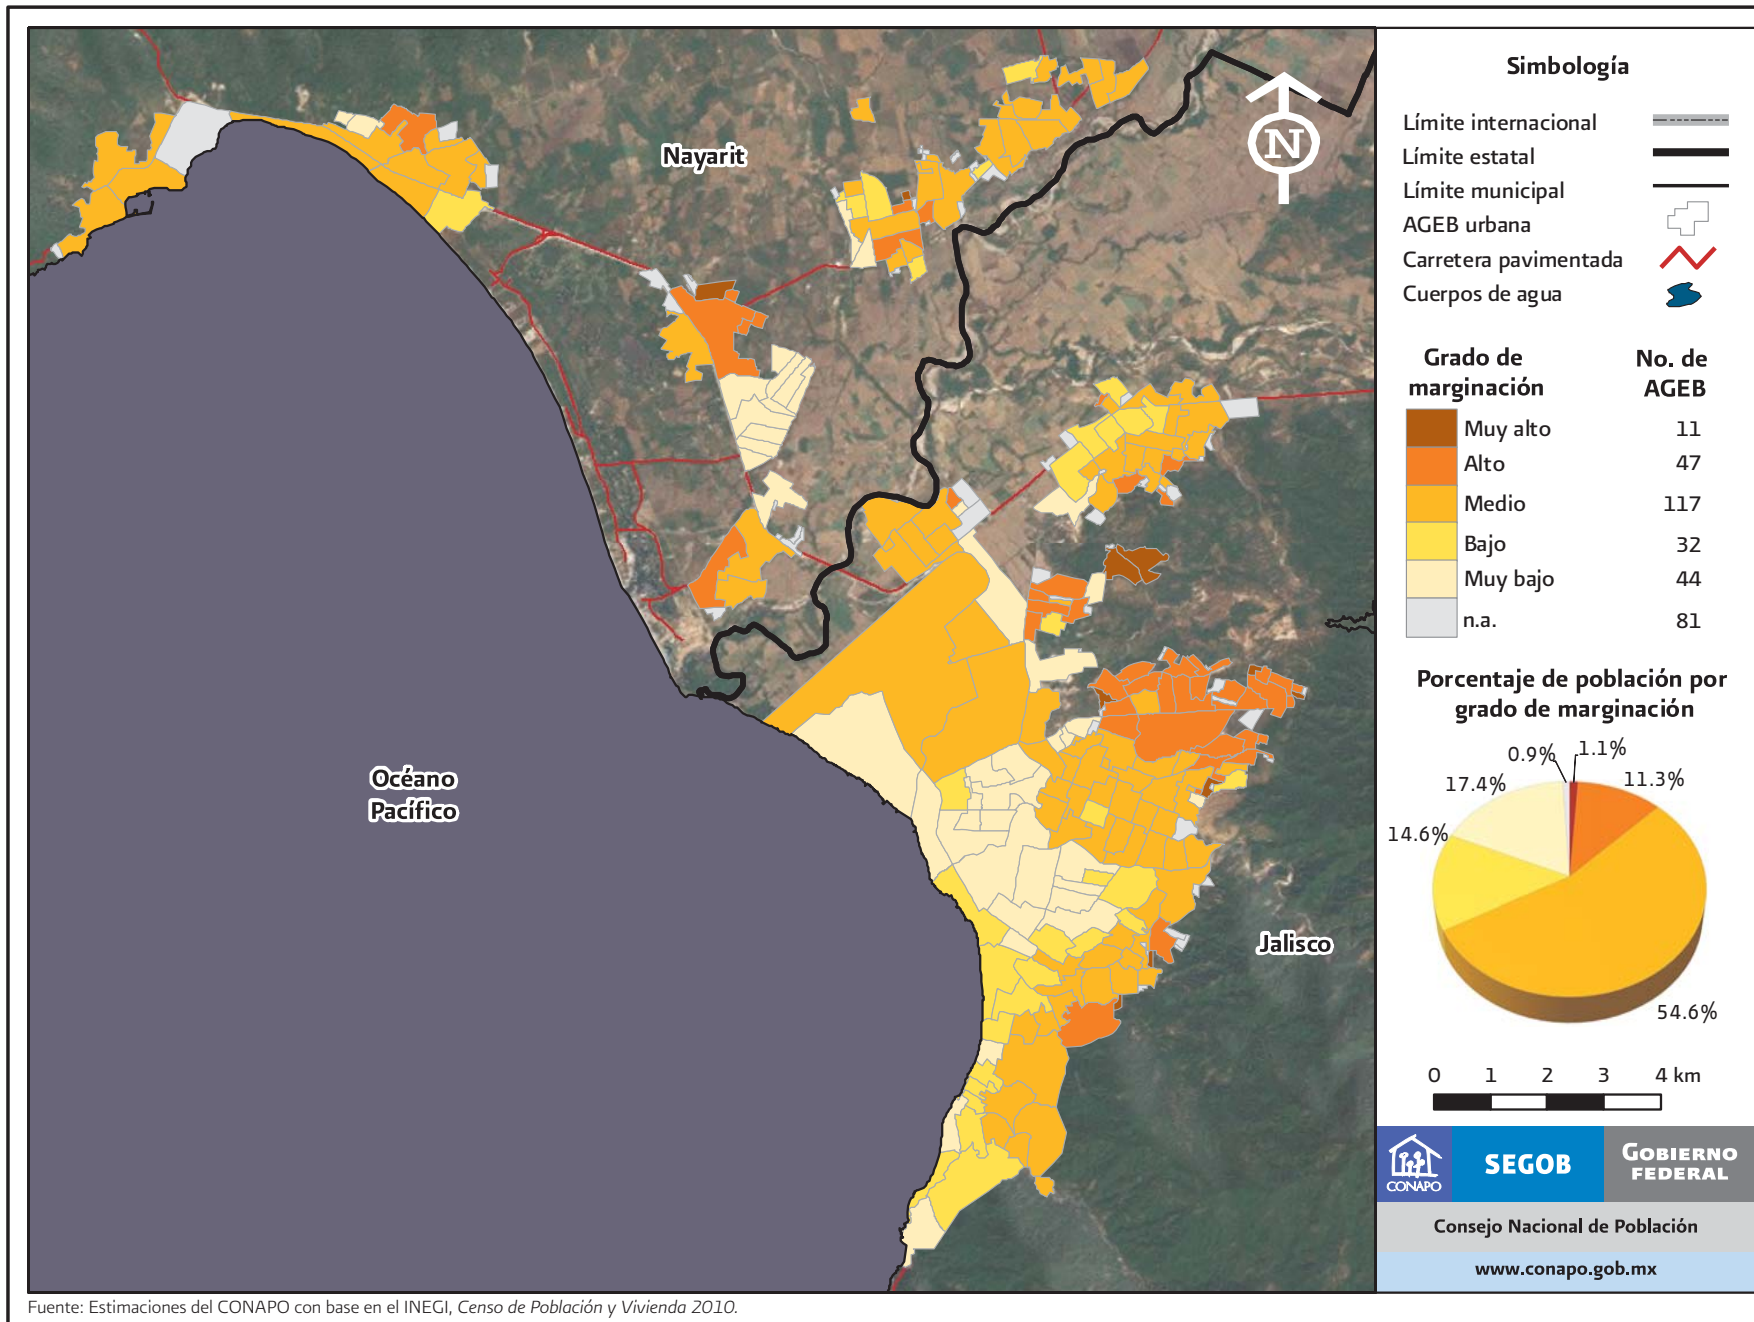 Nayarit
N
Océano
Pacífico
Jalisco
Simbología
Límite internacional
Límite estatal
Límite municipal
AGEB urbana
Carretera pavimentada
Cuerpos de agua
Grado de marginación No. de AGEB
Muy alto 11
Alto 47
Medio 117
Bajo 32
Muy bajo 44
n.a. 81
Porcentaje de población por
grado de marginación
0.9% 1.1%
17.4% 11.3%
14.6%
54.6%
0 1 2 3 4 km
CONAPO
SEGOB
GOBIERNO
FEDERAL
Consejo Nacional de Población
www.conapo.gob.mx
Fuente: Estimaciones del CONAPO con base en el INEGI, Censo de Población y Vivienda 2010.